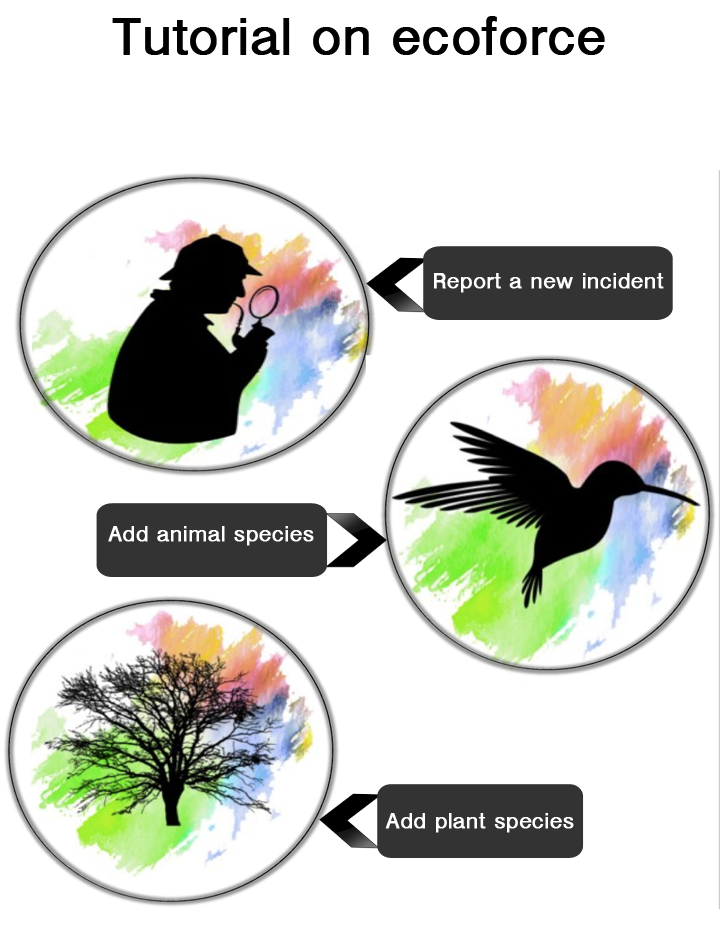 Tutorial on ecoforce
Report a new incident
Add animal species
Add plant species